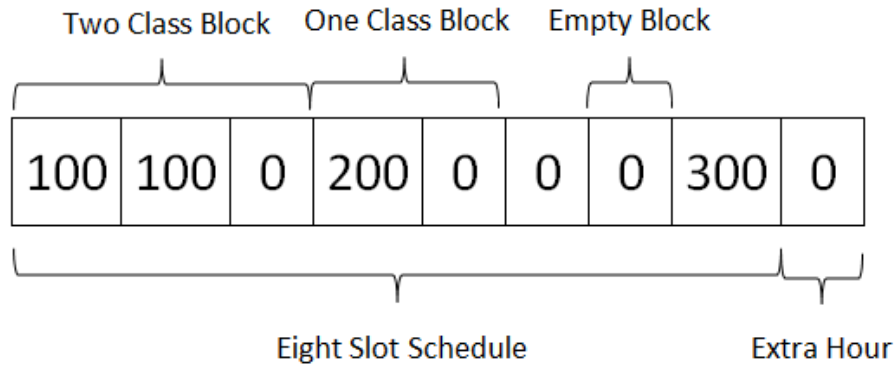 Two Class Block One Class Block Empty Block
100 100 0 200 0 0 0 300 0
Eight Slot Schedule Extra Hour